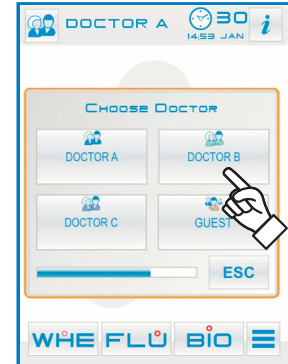 DOCTOR A 30
14:53 JAN i
CHOOSE DOCTOR
DOCTOR A DOCTOR B
DOCTOR C GUEST
ESC
WHE FLU BIO